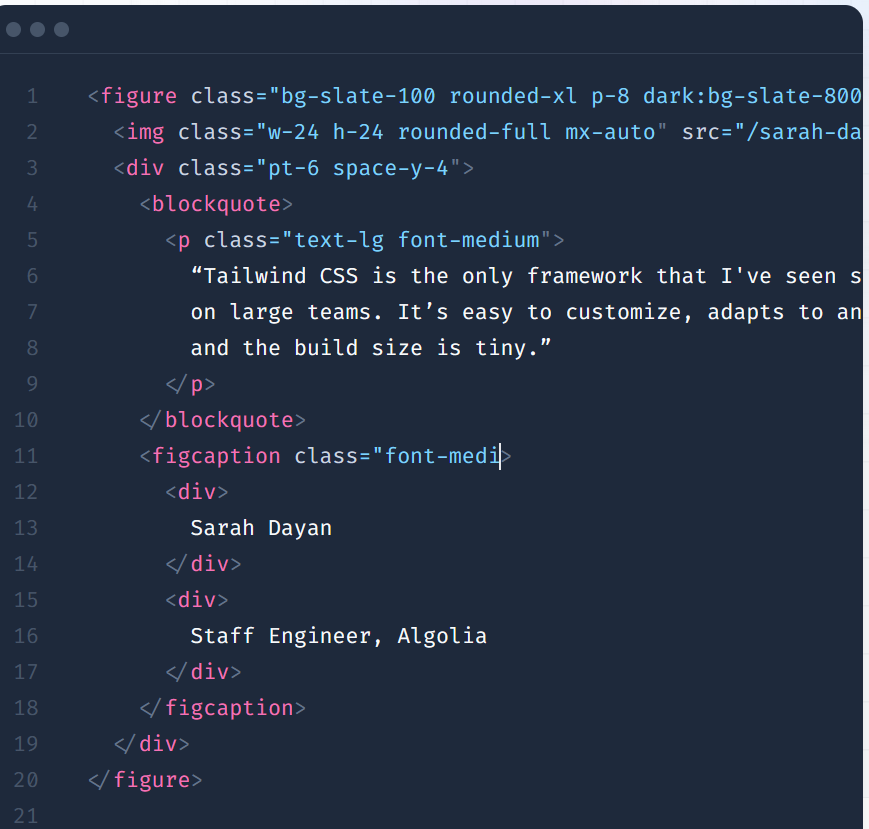 1 <figure class="bg-slate-100 rounded-xl p-8 dark:bg-slate-800
2 <img class="w-24 h-24 rounded-full mx-auto" src="/sarah-da
3 <div class="pt-6 space-y-4">
4 <blockquote>
5 <p class="text-lg font-medium">
6 “Tailwind CSS is the only framework that I've seen s
7 on large teams. It’s easy to customize, adapts to an
8 and the build size is tiny.”
9 </p>
10 </blockquote>
11 <figcaption class="font-medi>
12 <div>
13 Sarah Dayan
14 </div>
15 <div>
16 Staff Engineer, Algolia
17 </div>
18 </figcaption>
19 </div>
20 </figure>
21